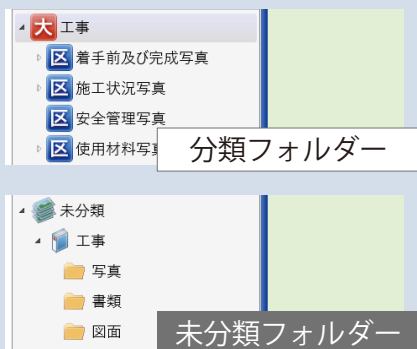 大 工事
区 着手前及び完成写真
区 施工状況写真
区 安全管理写真
区 使用材料写真
分類フォルダー
未分類
工事
写真
書類
図面
未分類フォルダー